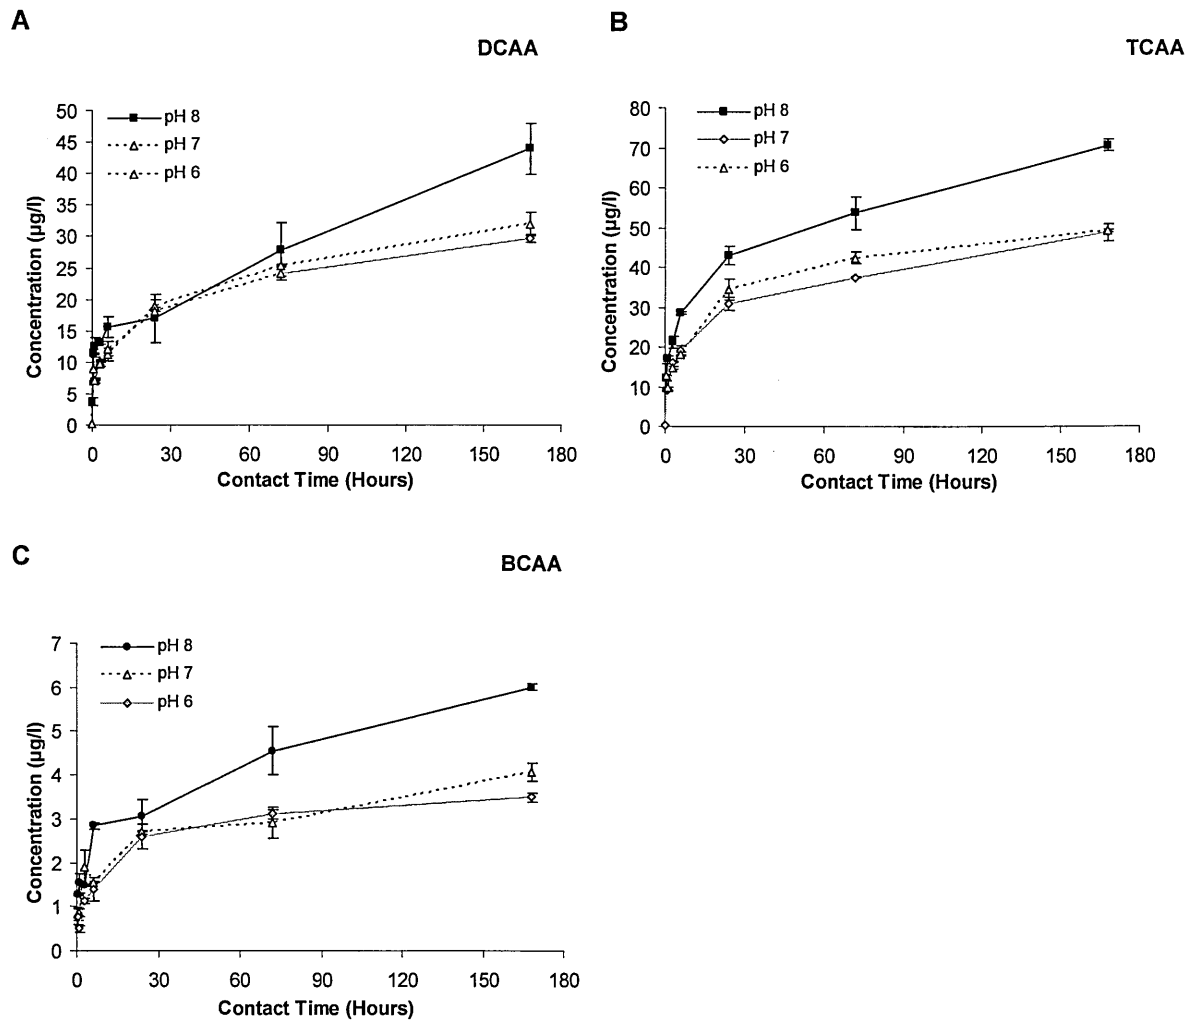 A
DCAA
50
45
40
35
30
25
20
15
10
5
0
Concentration (µg/l)
pH 8
pH 7
pH 6
0 30 60 90 120 150 180
Contact Time (Hours)
B
TCAA
80
70
60
50
40
30
20
10
0
Concentration (µg/l)
pH 8
pH 7
pH 6
0 30 60 90 120 150 180
Contact Time (Hours)
C
BCAA
7
6
5
4
3
2
1
0
Concentration (µg/l)
pH 8
pH 7
pH 6
0 30 60 90 120 150 180
Contact Time (Hours)